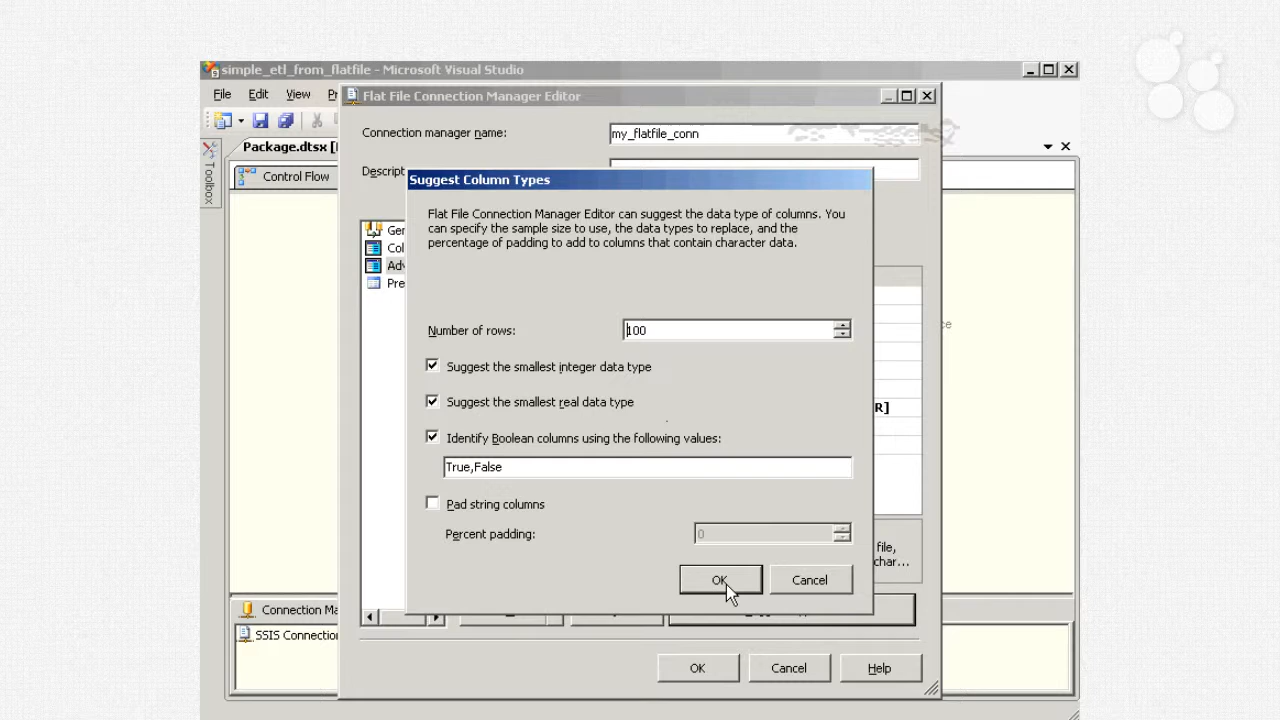 simple_etl_from_flatfile - Microsoft Visual Studio
File Edit View
Flat File Connection Manager Editor
Connection manager name: my_flatfile_conn
Package.dtsx
Toolbox
Control Flow
Suggest Column Types
Flat File Connection Manager Editor can suggest the data type of columns. You
can specify the sample size to use, the data types to replace, and the
percentage of padding to add to columns that contain character data.
Number of rows: 100
Suggest the smallest integer data type
Suggest the smallest real data type
R]
Identify Boolean columns using the following values:
True,False
Pad string columns
Percent padding: 0
file,
char...
OK Cancel
SSIS
OK Cancel Help